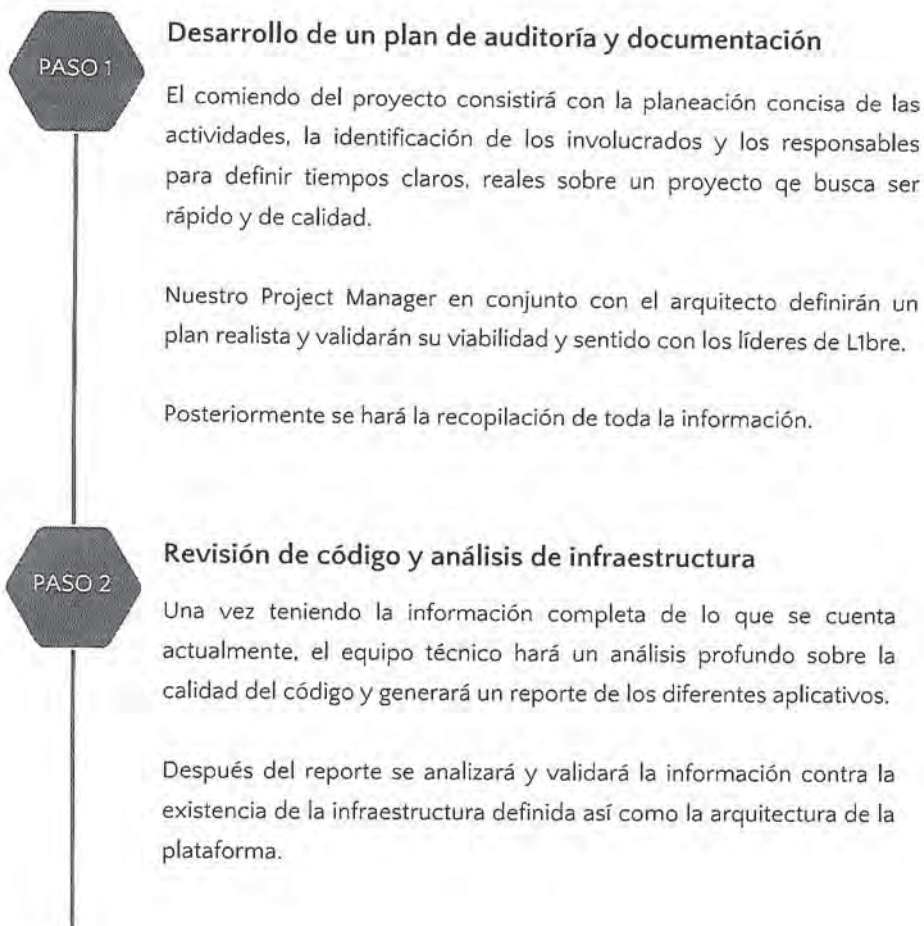 PASO 1
Desarrollo de un plan de auditoría y documentación
El comiendo del proyecto consistirá con la planeación concisa de las
actividades, la identificación de los involucrados y los responsables
para definir tiempos claros, reales sobre un proyecto qe busca ser
rápido y de calidad.
Nuestro Project Manager en conjunto con el arquitecto definirán un
plan realista y validarán su viabilidad y sentido con los líderes de L1bre.
Posteriormente se hará la recopilación de toda la información.
PASO 2
Revisión de código y análisis de infraestructura
Una vez teniendo la información completa de lo que se cuenta
actualmente, el equipo técnico hará un análisis profundo sobre la
calidad del código y generará un reporte de los diferentes aplicativos.
Después del reporte se analizará y validará la información contra la
existencia de la infraestructura definida así como la arquitectura de la
plataforma.